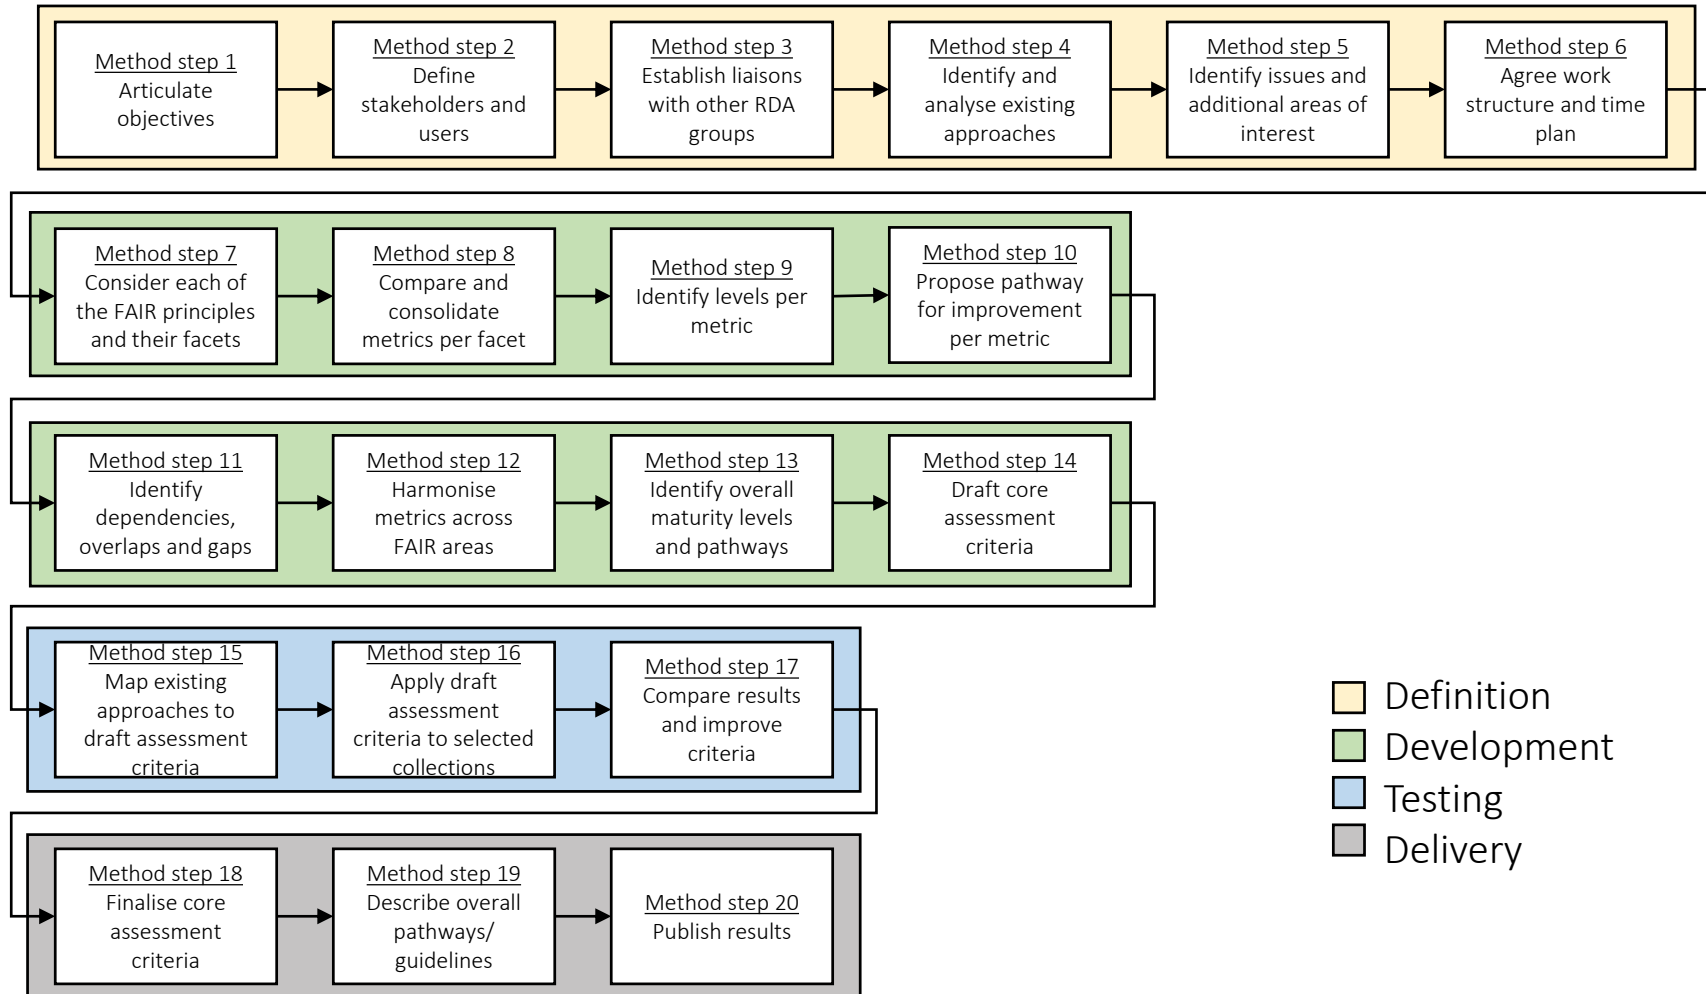 Method step 1
Articulate
objectives
Method step 2
Define
stakeholders and
users
Method step 3
Establish liaisons
with other RDA
groups
Method step 4
Identify and
analyse existing
approaches
Method step 5
Identify issues and
additional areas of
interest
Method step 6
Agree work
structure and time
plan
Method step 7
Consider each of
the FAIR principles
and their facets
Method step 8
Compare and
consolidate
metrics per facet
Method step 9
Identify levels per
metric
Method step 10
Propose pathway
for improvement
per metric
Method step 11
Identify
dependencies,
overlaps and gaps
Method step 12
Harmonise
metrics across
FAIR areas
Method step 13
Identify overall
maturity levels
and pathways
Method step 14
Draft core
assessment
criteria
Method step 15
Map existing
approaches to
draft assessment
criteria
Method step 16
Apply draft
assessment
criteria to selected
collections
Method step 17
Compare results
and improve
criteria
Method step 18
Finalise core
assessment
criteria
Method step 19
Describe overall
pathways/
guidelines
Method step 20
Publish results
Definition
Development
Testing
Delivery